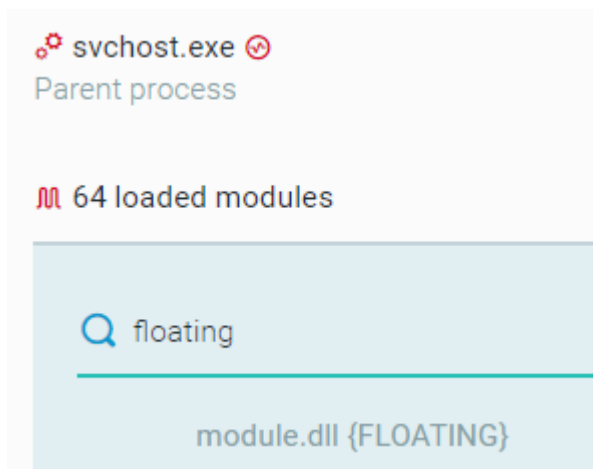 svchost.exe
Parent process
64 loaded modules
floating
module.dll {FLOATING}